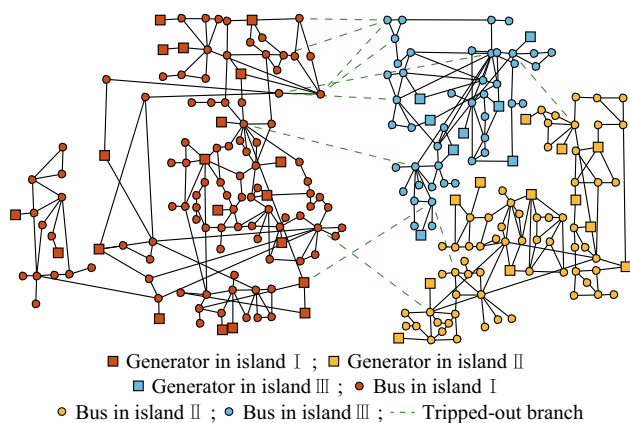 Generator in island Ⅰ ; Generator in island Ⅱ
Generator in island Ⅲ ; Bus in island Ⅰ
Bus in island Ⅱ ; Bus in island Ⅲ ; Tripped-out branch